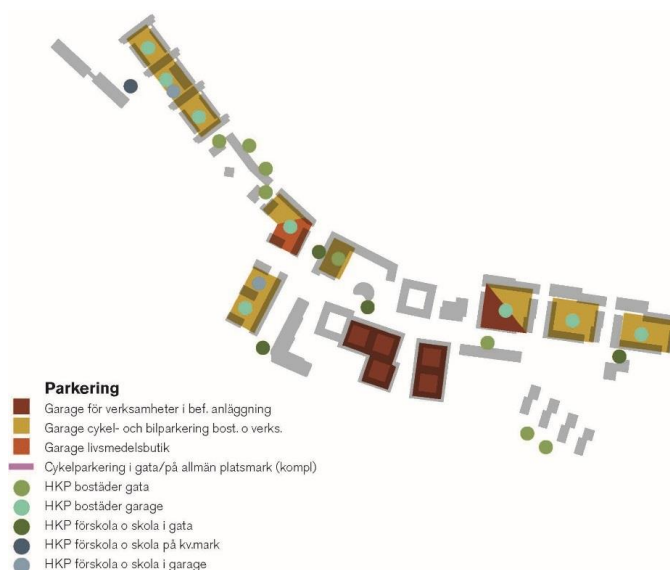 Parkering
Garage för verksamheter i bef. anläggning
Garage cykel- och bilparkering bost. o verks.
Garage livsmedelsbutik
Cykelparkering i gata/på allmän platsmark (kompl)
HKP bostäder gata
HKP bostäder garage
HKP förskola o skola i gata
HKP förskola o skola på kv.mark
HKP förskola o skola i garage